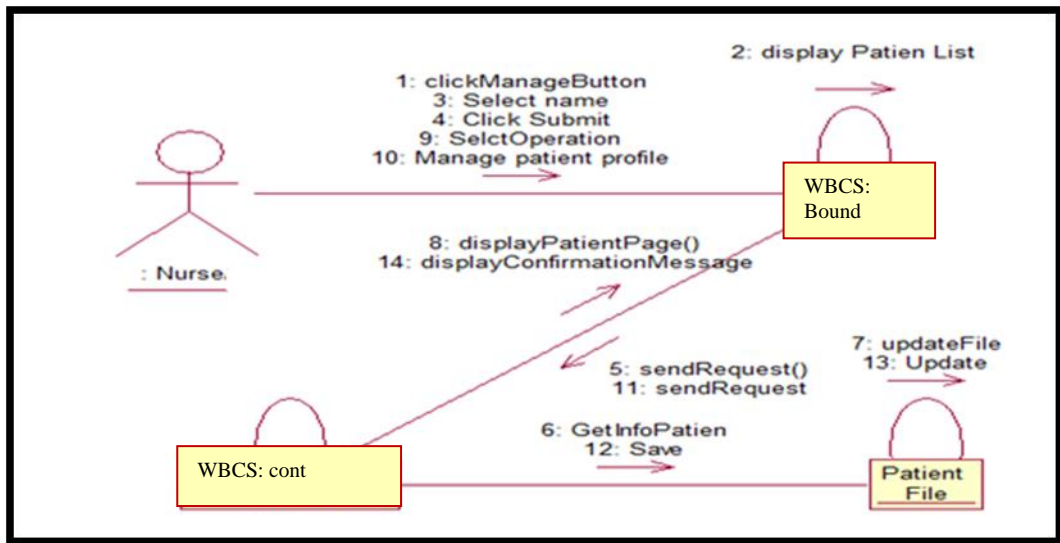 2: display Patien List
1: clickManageButton
3: Select name
4: Click Submit
9: SelctOperation
10: Manage patient profile
WBCS:
Bound
: Nurse
8: displayPatientPage()
14: displayConfirmationMessage
7: updateFile
13: Update
5: sendRequest()
11: sendRequest
6: GetInfoPatien
12: Save
WBCS: cont
Patient
File